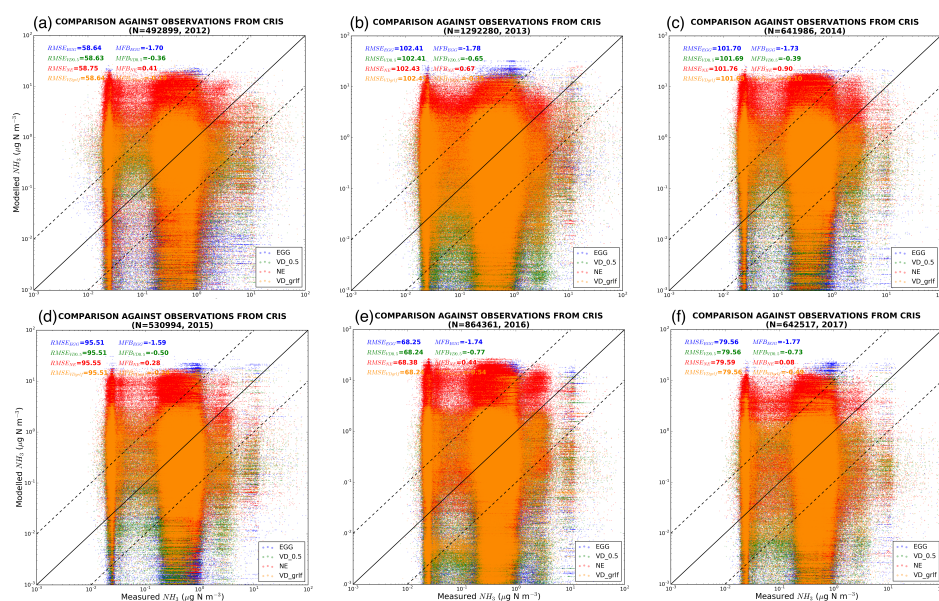 (a)
COMPARISON AGAINST OBSERVATIONS FROM CRIS
(N=492899, 2012)
RMSE_EGG=58.64 MFB_EGG=-1.70
RMSE_VD0.5=58.63 MFB_VD0.5=-0.36
RMSE_NE=58.75 MFB_NE=0.41
Modelled NH₃ (μg N m⁻³)
EGG
VD_0.5
NE
VD_grlf
(b)
COMPARISON AGAINST OBSERVATIONS FROM CRIS
(N=1292280, 2013)
RMSE_EGG=102.41 MFB_EGG=-1.78
RMSE_VD0.5=102.41 MFB_VD0.5=-0.65
RMSE_NE=102.43 MFB_NE=0.67
EGG
VD_0.5
NE
VD_grlf
(c)
COMPARISON AGAINST OBSERVATIONS FROM CRIS
(N=641986, 2014)
RMSE_EGG=101.70 MFB_EGG=-1.73
RMSE_VD0.5=101.69 MFB_VD0.5=-0.39
RMSE_NE=101.76 MFB_NE=0.90
EGG
VD_0.5
NE
VD_grlf
(d)
COMPARISON AGAINST OBSERVATIONS FROM CRIS
(N=530994, 2015)
RMSE_EGG=95.51 MFB_EGG=-1.59
RMSE_VD0.5=95.51 MFB_VD0.5=-0.50
RMSE_NE=95.55 MFB_NE=0.28
Modelled NH₃ (μg N m⁻³)
EGG
VD_0.5
NE
VD_grlf
Measured NH₃ (μg N m⁻³)
(e)
COMPARISON AGAINST OBSERVATIONS FROM CRIS
(N=864361, 2016)
RMSE_EGG=68.25 MFB_EGG=-1.74
RMSE_VD0.5=68.24 MFB_VD0.5=-0.77
RMSE_NE=68.38 MFB_NE=0.44
EGG
VD_0.5
NE
VD_grlf
Measured NH₃ (μg N m⁻³)
(f)
COMPARISON AGAINST OBSERVATIONS FROM CRIS
(N=642517, 2017)
RMSE_EGG=79.56 MFB_EGG=-1.77
RMSE_VD0.5=79.56 MFB_VD0.5=-0.73
RMSE_NE=79.59 MFB_NE=0.08
EGG
VD_0.5
NE
VD_grlf
Measured NH₃ (μg N m⁻³)